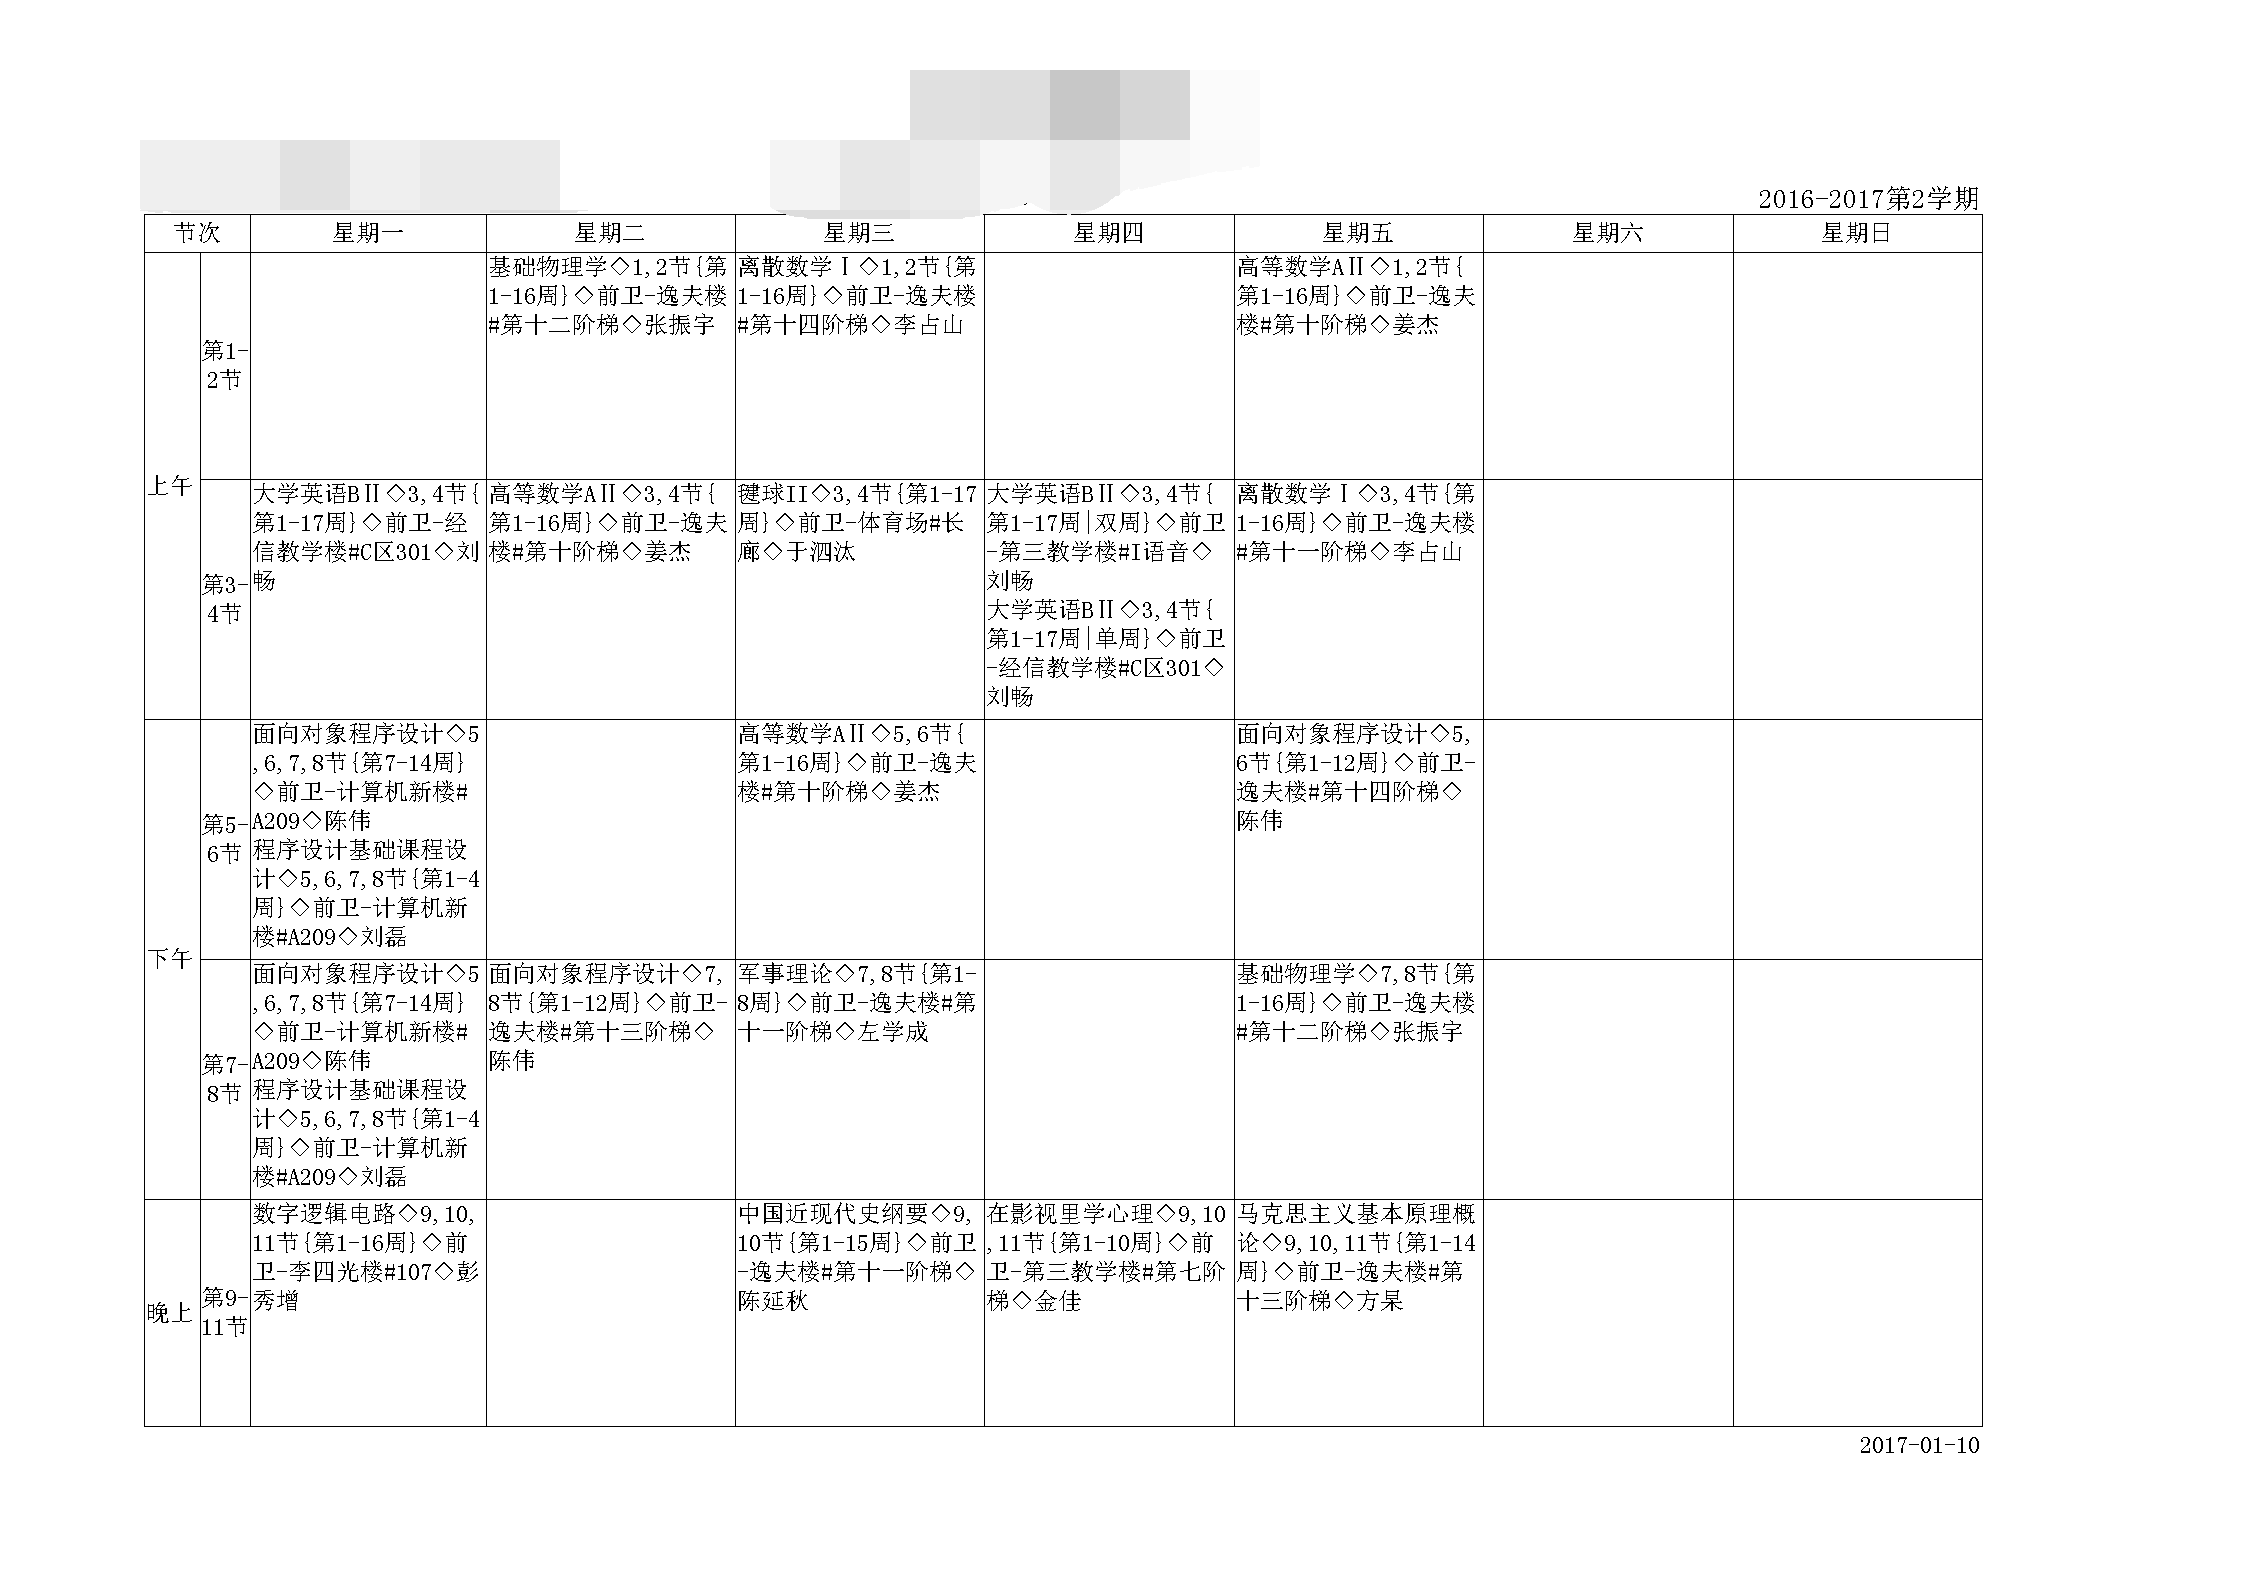 2016-2017第2学期
节次 星期一 星期二 星期三 星期四 星期五 星期六 星期日
上午
第1-
2节
基础物理学◇1,2节{第
1-16周}◇前卫-逸夫楼
#第十二阶梯◇张振宇
离散数学Ⅰ◇1,2节{第
1-16周}◇前卫-逸夫楼
#第十四阶梯◇李占山
高等数学AⅡ◇1,2节{
第1-16周}◇前卫-逸夫
楼#第十阶梯◇姜杰
第3-
4节
大学英语BⅡ◇3,4节{
第1-17周}◇前卫-经
信教学楼#C区301◇刘
畅
高等数学AⅡ◇3,4节{
第1-16周}◇前卫-逸夫
楼#第十阶梯◇姜杰
毽球II◇3,4节{第1-17
周}◇前卫-体育场#长
廊◇于泗汰
大学英语BⅡ◇3,4节{
第1-17周|双周}◇前卫
-第三教学楼#I语音◇
刘畅
大学英语BⅡ◇3,4节{
第1-17周|单周}◇前卫
-经信教学楼#C区301◇
刘畅
离散数学Ⅰ◇3,4节{第
1-16周}◇前卫-逸夫楼
#第十一阶梯◇李占山
下午
第5-
6节
面向对象程序设计◇5
,6,7,8节{第7-14周}
◇前卫-计算机新楼#
A209◇陈伟
程序设计基础课程设
计◇5,6,7,8节{第1-4
周}◇前卫-计算机新
楼#A209◇刘磊
高等数学AⅡ◇5,6节{
第1-16周}◇前卫-逸夫
楼#第十阶梯◇姜杰
面向对象程序设计◇5,
6节{第1-12周}◇前卫-
逸夫楼#第十四阶梯◇
陈伟
第7-
8节
面向对象程序设计◇5
,6,7,8节{第7-14周}
◇前卫-计算机新楼#
A209◇陈伟
程序设计基础课程设
计◇5,6,7,8节{第1-4
周}◇前卫-计算机新
楼#A209◇刘磊
面向对象程序设计◇7,
8节{第1-12周}◇前卫-
逸夫楼#第十三阶梯◇
陈伟
军事理论◇7,8节{第1-
8周}◇前卫-逸夫楼#第
十一阶梯◇左学成
基础物理学◇7,8节{第
1-16周}◇前卫-逸夫楼
#第十二阶梯◇张振宇
晚上
第9-
11节
数字逻辑电路◇9,10,
11节{第1-16周}◇前
卫-李四光楼#107◇彭
秀增
中国近现代史纲要◇9,
10节{第1-15周}◇前卫
-逸夫楼#第十一阶梯◇
陈延秋
在影视里学心理◇9,10
,11节{第1-10周}◇前
卫-第三教学楼#第七阶
梯◇金佳
马克思主义基本原理概
论◇9,10,11节{第1-14
周}◇前卫-逸夫楼#第
十三阶梯◇方杲
2017-01-10